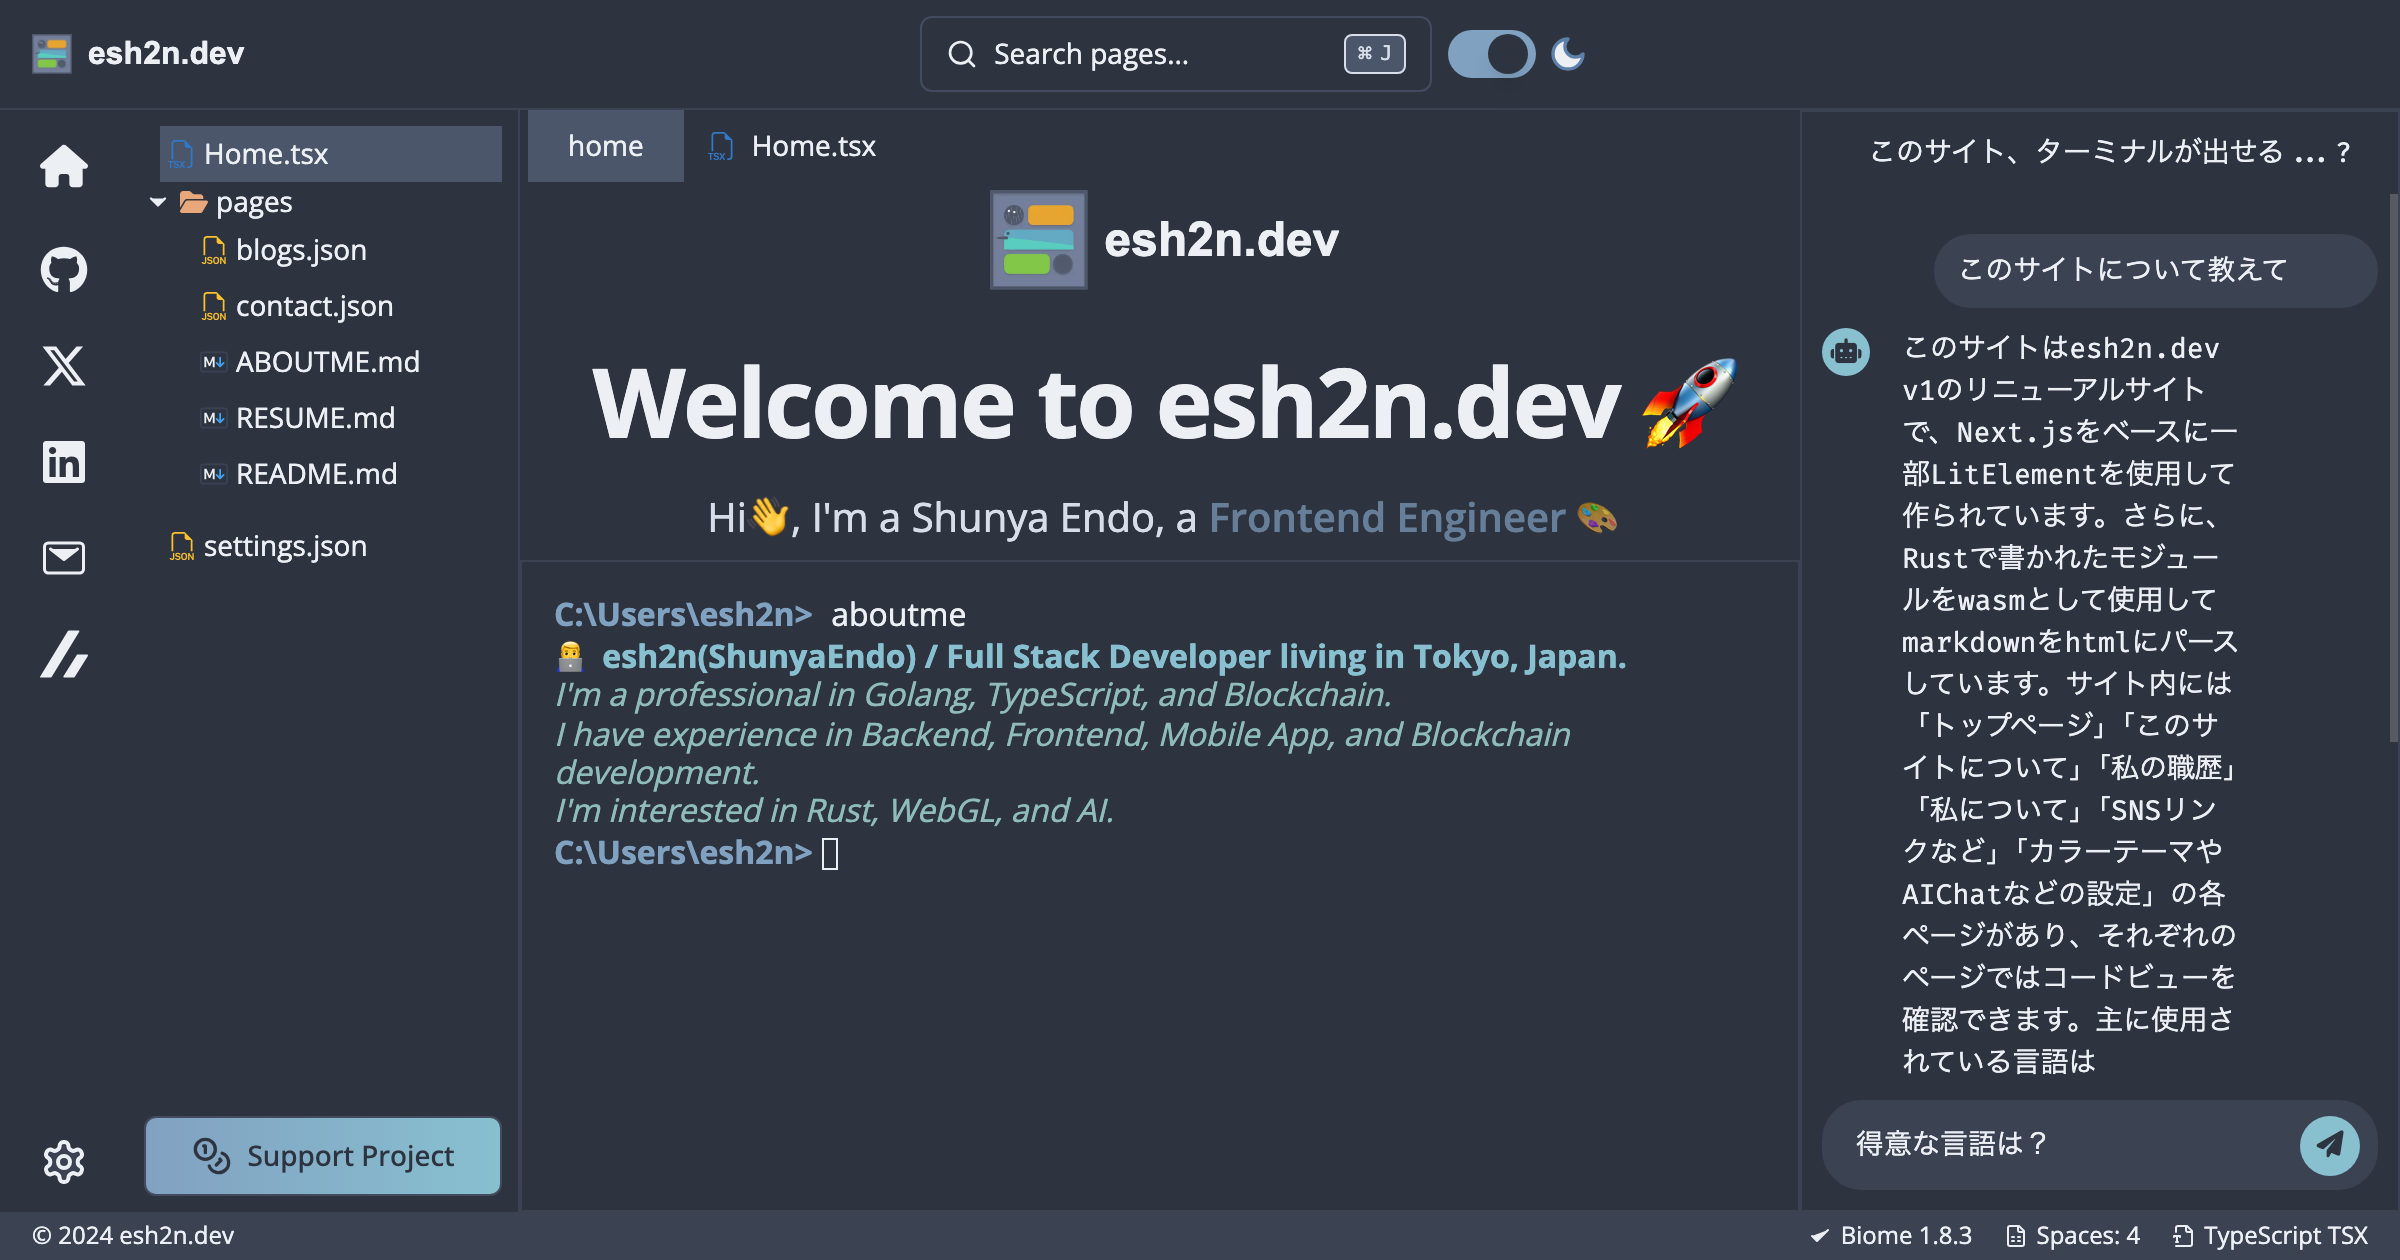 esh2n.dev
Search pages...
⌘ J
Home.tsx
pages
blogs.json
contact.json
ABOUTME.md
RESUME.md
README.md
settings.json
Support Project
home
Home.tsx
esh2n.dev
Welcome to esh2n.dev 🚀
Hi👋, I'm a Shunya Endo, a Frontend Engineer 🎨
C:\Users\esh2n> aboutme
👨‍💻 esh2n(ShunyaEndo) / Full Stack Developer living in Tokyo, Japan.
I'm a professional in Golang, TypeScript, and Blockchain.
I have experience in Backend, Frontend, Mobile App, and Blockchain
development.
I'm interested in Rust, WebGL, and AI.
C:\Users\esh2n>
このサイト、ターミナルが出せる ... ?
このサイトについて教えて
このサイトはesh2n.dev
v1のリニューアルサイト
で、Next.jsをベースに一
部LitElementを使用して
作られています。さらに、
Rustで書かれたモジュー
ルをwasmとして使用して
markdownをhtmlにパース
しています。サイト内には
「トップページ」「このサ
イトについて」「私の職歴」
「私について」「SNSリン
クなど」「カラーテーマや
AIChatなどの設定」の各
ページがあり、それぞれの
ページではコードビューを
確認できます。主に使用さ
れている言語は
得意な言語は？
© 2024 esh2n.dev
Biome 1.8.3
Spaces: 4
TypeScript TSX